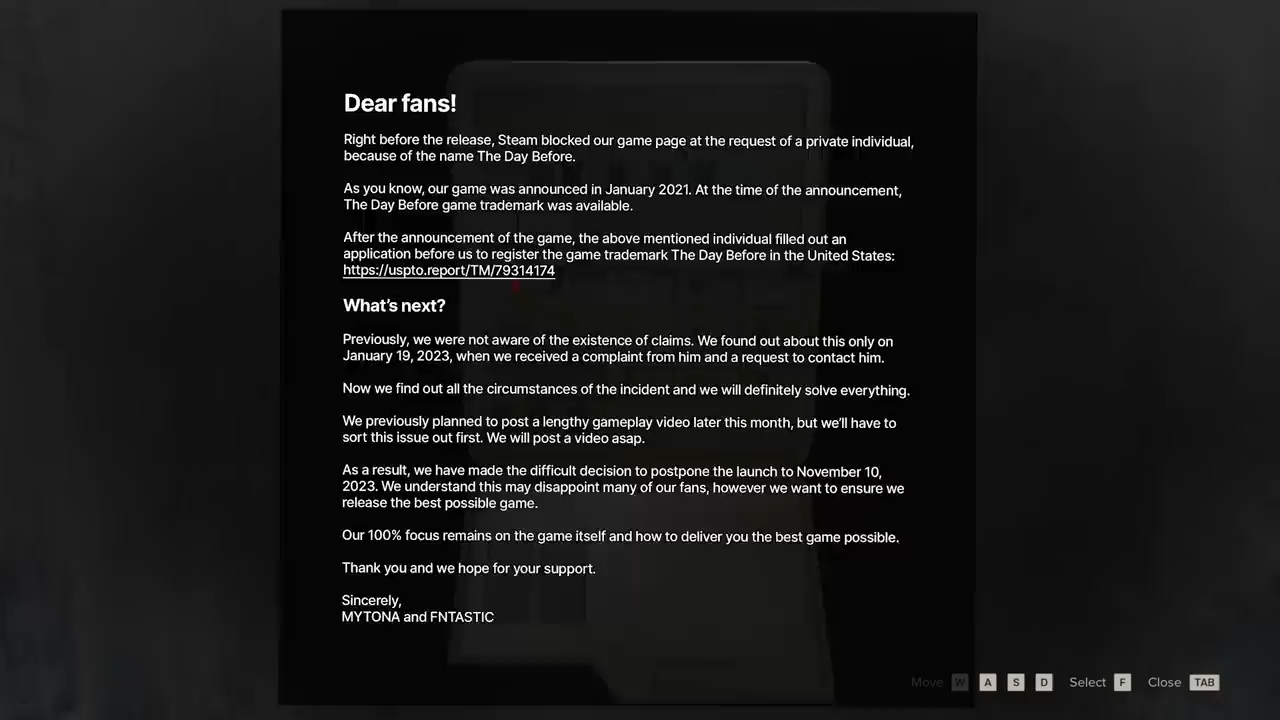 Dear fans!
Right before the release, Steam blocked our game page at the request of a private individual,
because of the name The Day Before.
As you know, our game was announced in January 2021. At the time of the announcement,
The Day Before game trademark was available.
After the announcement of the game, the above mentioned individual filled out an
application before us to register the game trademark The Day Before in the United States:
https://uspto.report/TM/79314174
What's next?
Previously, we were not aware of the existence of claims. We found out about this only on
January 19, 2023, when we received a complaint from him and a request to contact him.
Now we find out all the circumstances of the incident and we will definitely solve everything.
We previously planned to post a lengthy gameplay video later this month, but we'll have to
sort this issue out first. We will post a video asap.
As a result, we have made the difficult decision to postpone the launch to November 10,
2023. We understand this may disappoint many of our fans, however we want to ensure we
release the best possible game.
Our 100% focus remains on the game itself and how to deliver you the best game possible.
Thank you and we hope for your support.
Sincerely,
MYTONA and FNTASTIC
Move W A S D Select F Close TAB